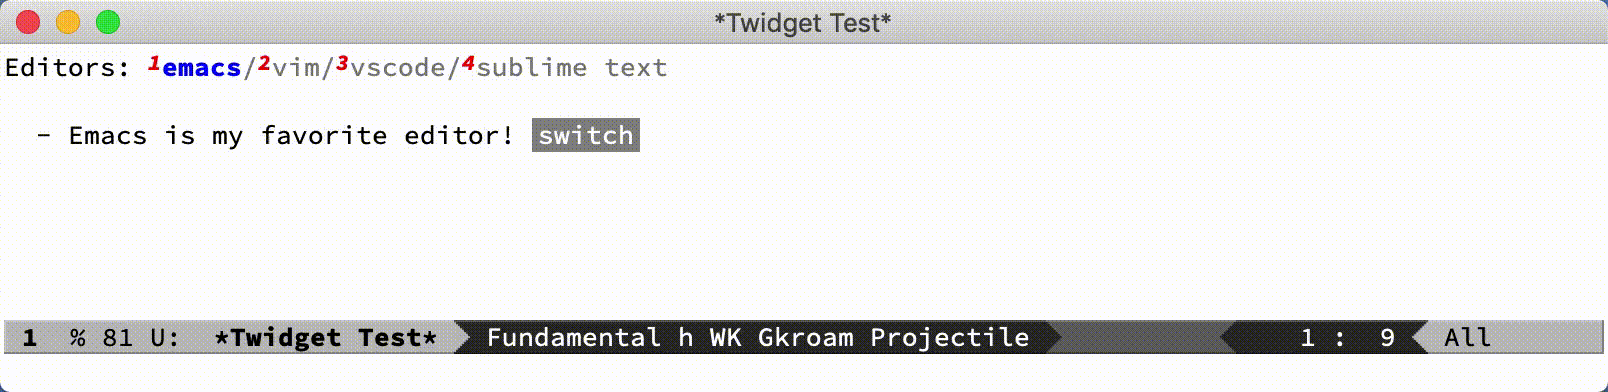 *Twidget Test*
Editors: 1emacs/2vim/3vscode/4sublime text
- Emacs is my favorite editor! switch
1 % 81 U: *Twidget Test* Fundamental h WK Gkroam Projectile 1 : 9 All